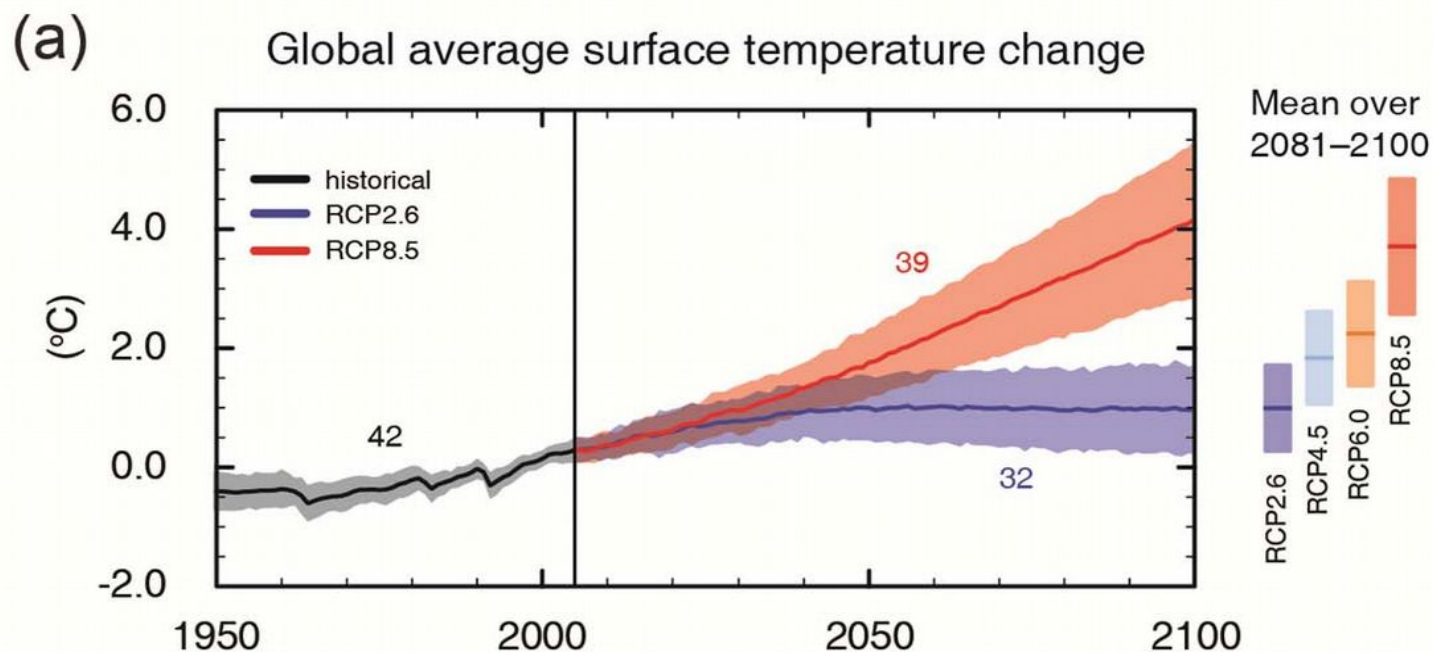 (a)
Global average surface temperature change
Mean over
2081–2100
6.0
4.0
2.0
0.0
-2.0
(°C)
historical
RCP2.6
RCP8.5
42
39
32
1950
2000
2050
2100
RCP2.6
RCP4.5
RCP6.0
RCP8.5